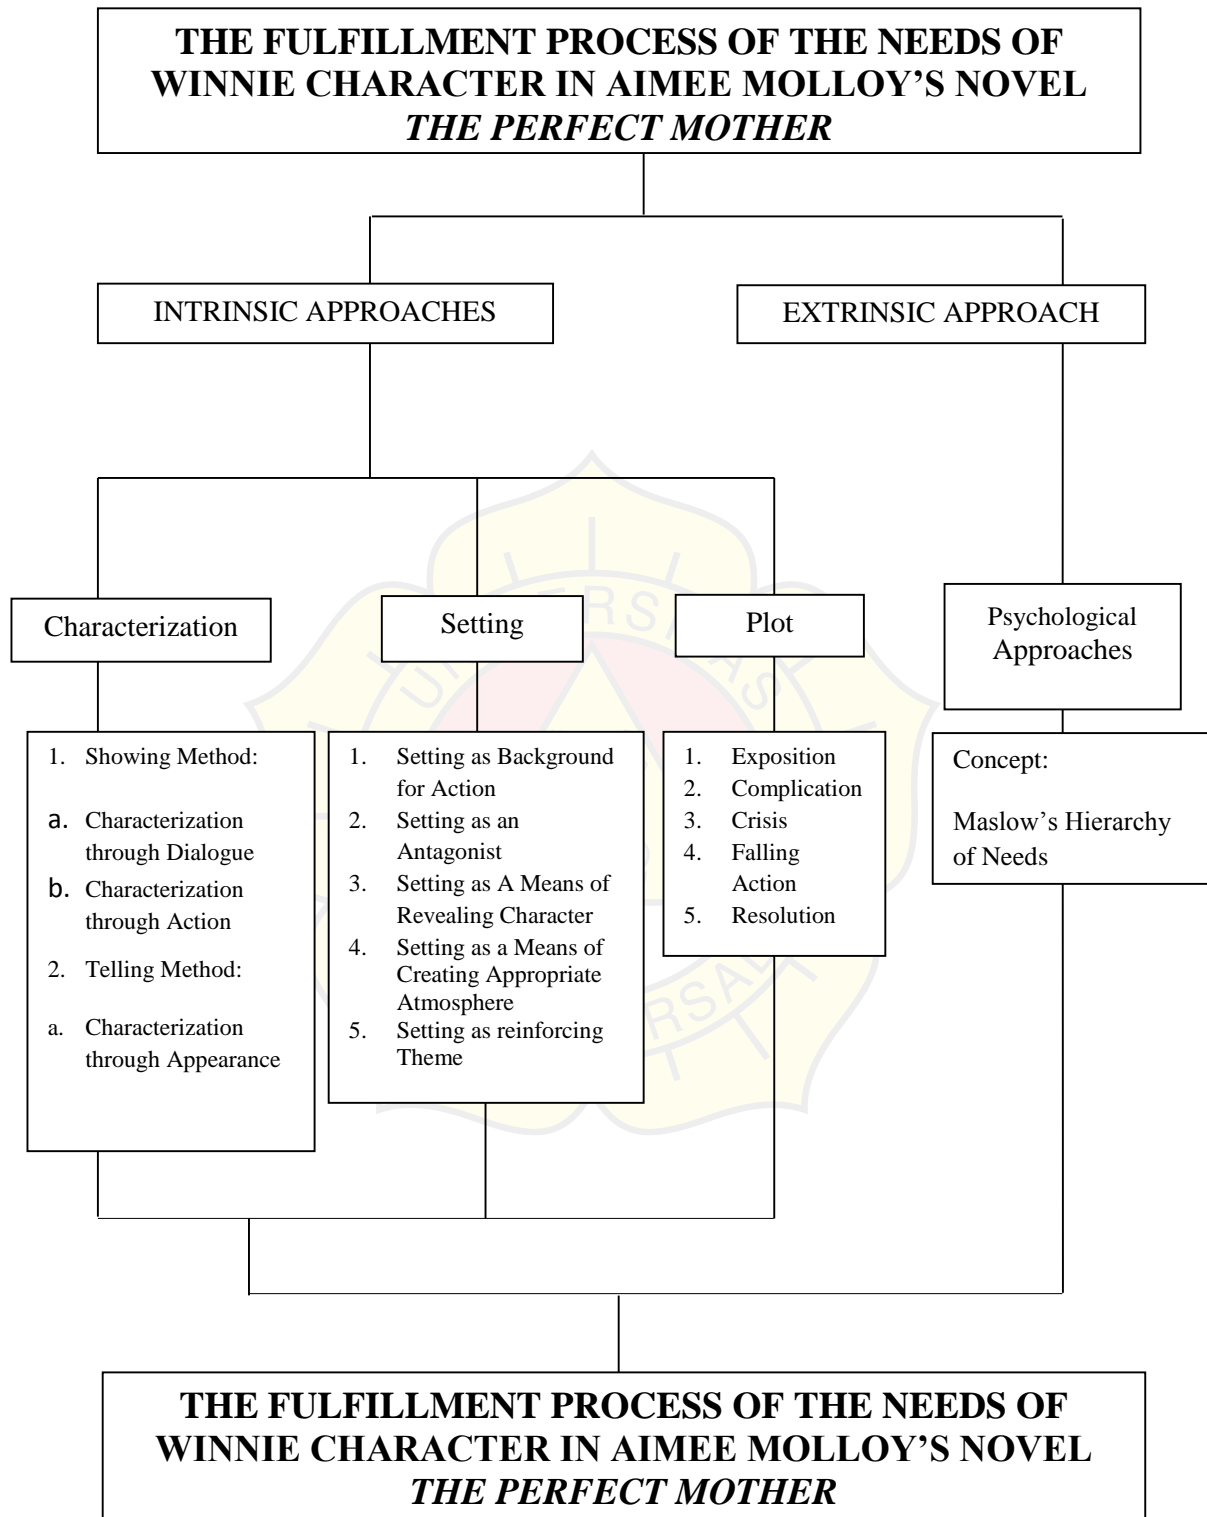 THE FULFILLMENT PROCESS OF THE NEEDS OF
WINNIE CHARACTER IN AIMEE MOLLOY’S NOVEL
THE PERFECT MOTHER
INTRINSIC APPROACHES
EXTRINSIC APPROACH
Characterization
Setting
Plot
Psychological
Approaches
1. Showing Method:
a. Characterization
through Dialogue
b. Characterization
through Action
2. Telling Method:
a. Characterization
through Appearance
1. Setting as Background
for Action
2. Setting as an
Antagonist
3. Setting as A Means of
Revealing Character
4. Setting as a Means of
Creating Appropriate
Atmosphere
5. Setting as reinforcing
Theme
1. Exposition
2. Complication
3. Crisis
4. Falling
Action
5. Resolution
Concept:
Maslow’s Hierarchy
of Needs
THE FULFILLMENT PROCESS OF THE NEEDS OF
WINNIE CHARACTER IN AIMEE MOLLOY’S NOVEL
THE PERFECT MOTHER